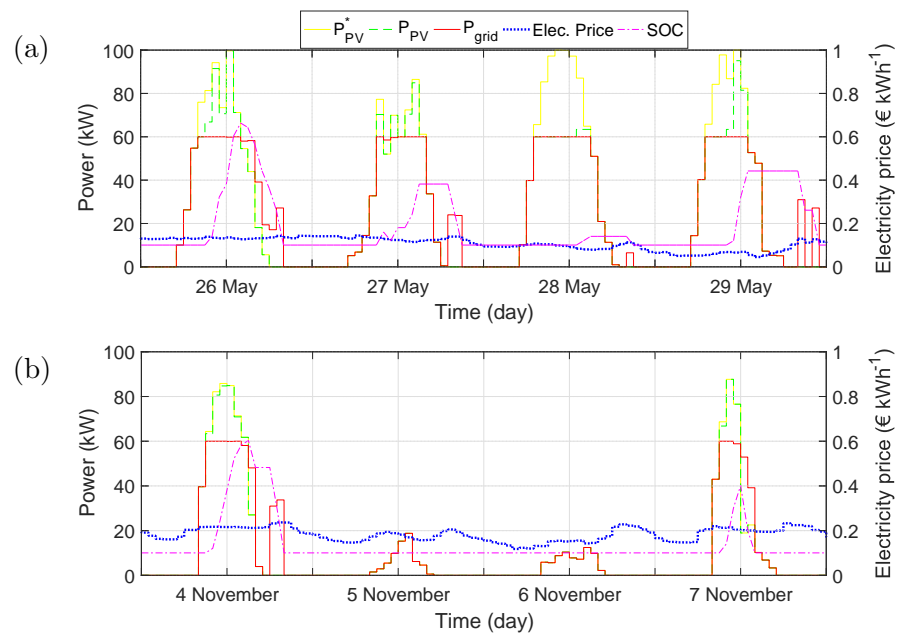 P*PV PPV Pgrid Elec. Price SOC
(a)
100
80
60
40
20
0
Power (kW)
1
0.8
0.6
0.4
0.2
0
Electricity price (€ kWh-1)
26 May 27 May 28 May 29 May
Time (day)
(b)
100
80
60
40
20
0
Power (kW)
1
0.8
0.6
0.4
0.2
0
Electricity price (€ kWh-1)
4 November 5 November 6 November 7 November
Time (day)